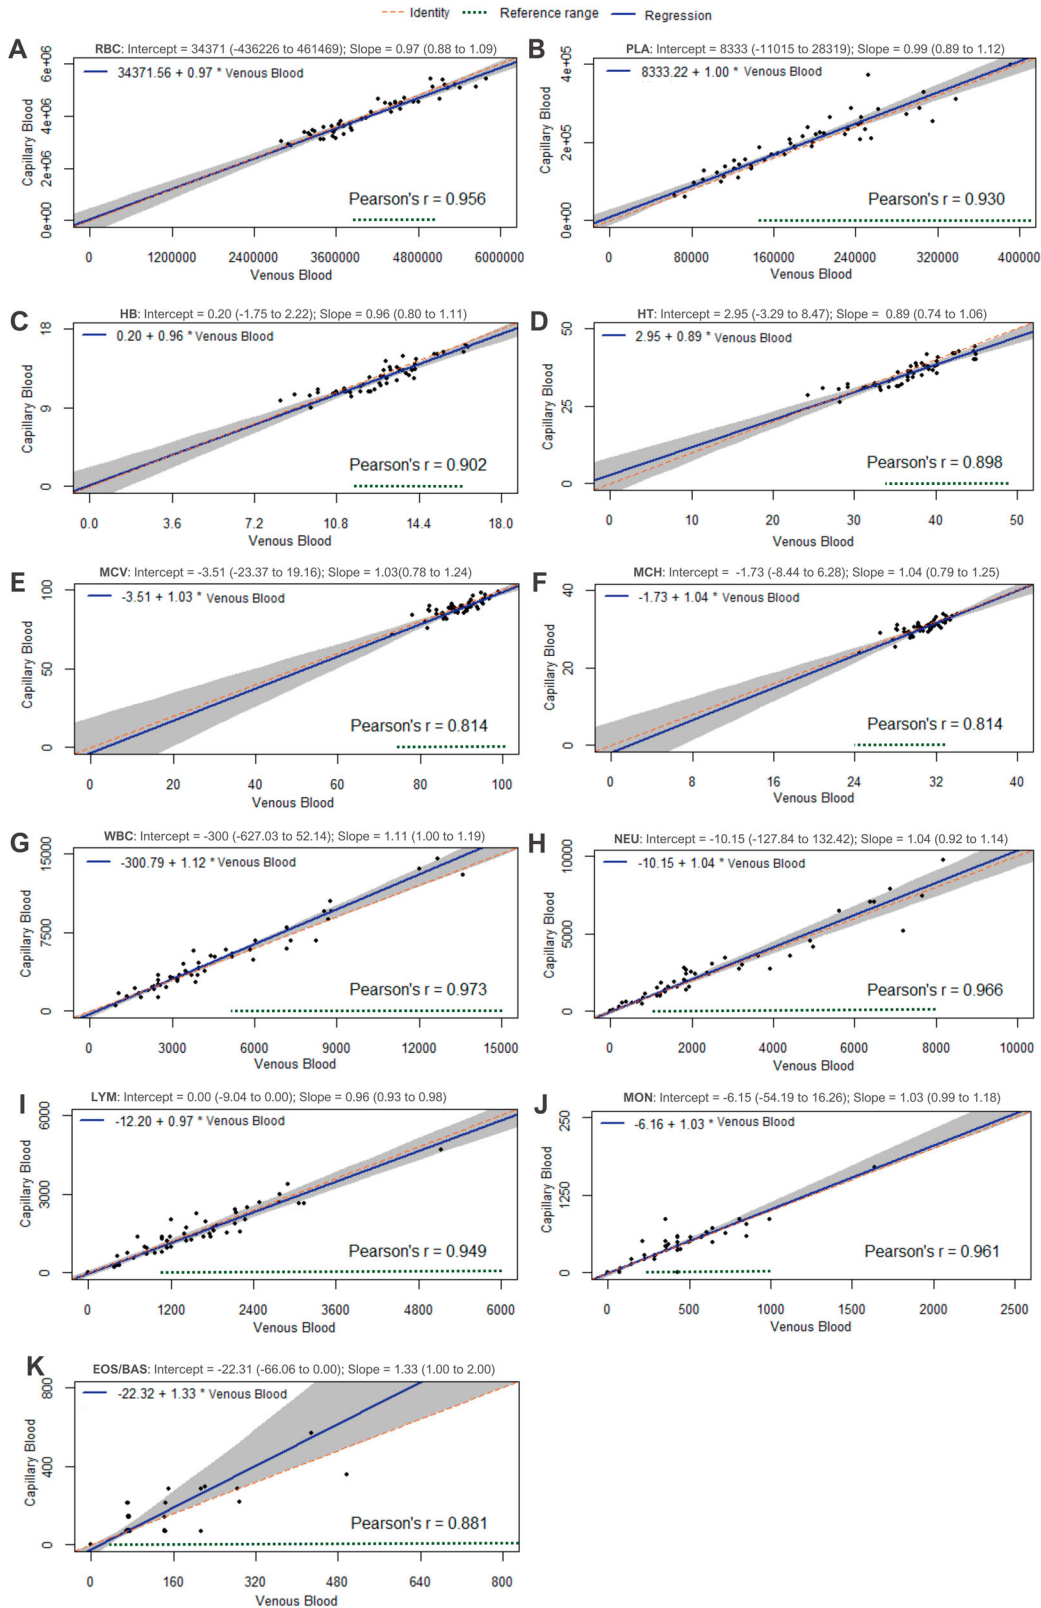 Identity Reference range Regression
A RBC: Intercept = 34371 (-436226 to 461469); Slope = 0.97 (0.88 to 1.09)
34371.56 + 0.97 * Venous Blood
Capillary Blood
6e+06
4e+06
2e+06
0e+00
Pearson's r = 0.956
0 1200000 2400000 3600000 4800000 6000000
Venous Blood
B PLA: Intercept = 8333 (-11015 to 28319); Slope = 0.99 (0.89 to 1.12)
8333.22 + 1.00 * Venous Blood
Capillary Blood
4e+05
2e+05
0e+00
Pearson's r = 0.930
80000 160000 240000 320000 400000
Venous Blood
C HB: Intercept = 0.20 (-1.75 to 2.22); Slope = 0.96 (0.80 to 1.11)
0.20 + 0.96 * Venous Blood
Capillary Blood
18
9
0
Pearson's r = 0.902
0.0 3.6 7.2 10.8 14.4 18.0
Venous Blood
D HT: Intercept = 2.95 (-3.29 to 8.47); Slope = 0.89 (0.74 to 1.06)
2.95 + 0.89 * Venous Blood
Capillary Blood
50
25
0
Pearson's r = 0.898
0 10 20 30 40 50
Venous Blood
E MCV: Intercept = -3.51 (-23.37 to 19.16); Slope = 1.03(0.78 to 1.24)
-3.51 + 1.03 * Venous Blood
Capillary Blood
100
50
0
Pearson's r = 0.814
0 20 40 60 80 100
Venous Blood
F MCH: Intercept = -1.73 (-8.44 to 6.28); Slope = 1.04 (0.79 to 1.25)
-1.73 + 1.04 * Venous Blood
Capillary Blood
40
20
0
Pearson's r = 0.814
0 8 16 24 32 40
Venous Blood
G WBC: Intercept = -300 (-627.03 to 52.14); Slope = 1.11 (1.00 to 1.19)
-300.79 + 1.12 * Venous Blood
Capillary Blood
15000
7500
0
Pearson's r = 0.973
0 3000 6000 9000 12000 15000
Venous Blood
H NEU: Intercept = -10.15 (-127.84 to 132.42); Slope = 1.04 (0.92 to 1.14)
-10.15 + 1.04 * Venous Blood
Capillary Blood
10000
5000
0
Pearson's r = 0.966
0 2000 4000 6000 8000 10000
Venous Blood
I LYM: Intercept = 0.00 (-9.04 to 0.00); Slope = 0.96 (0.93 to 0.98)
-12.20 + 0.97 * Venous Blood
Capillary Blood
6000
3000
0
Pearson's r = 0.949
0 1200 2400 3600 4800 6000
Venous Blood
J MON: Intercept = -6.15 (-54.19 to 16.26); Slope = 1.03 (0.99 to 1.18)
-6.16 + 1.03 * Venous Blood
Capillary Blood
250
1250
0
Pearson's r = 0.961
0 500 1000 1500 2000 2500
Venous Blood
K EOS/BAS: Intercept = -22.31 (-66.06 to 0.00); Slope = 1.33 (1.00 to 2.00)
-22.32 + 1.33 * Venous Blood
Capillary Blood
800
400
0
Pearson's r = 0.881
0 160 320 480 640 800
Venous Blood